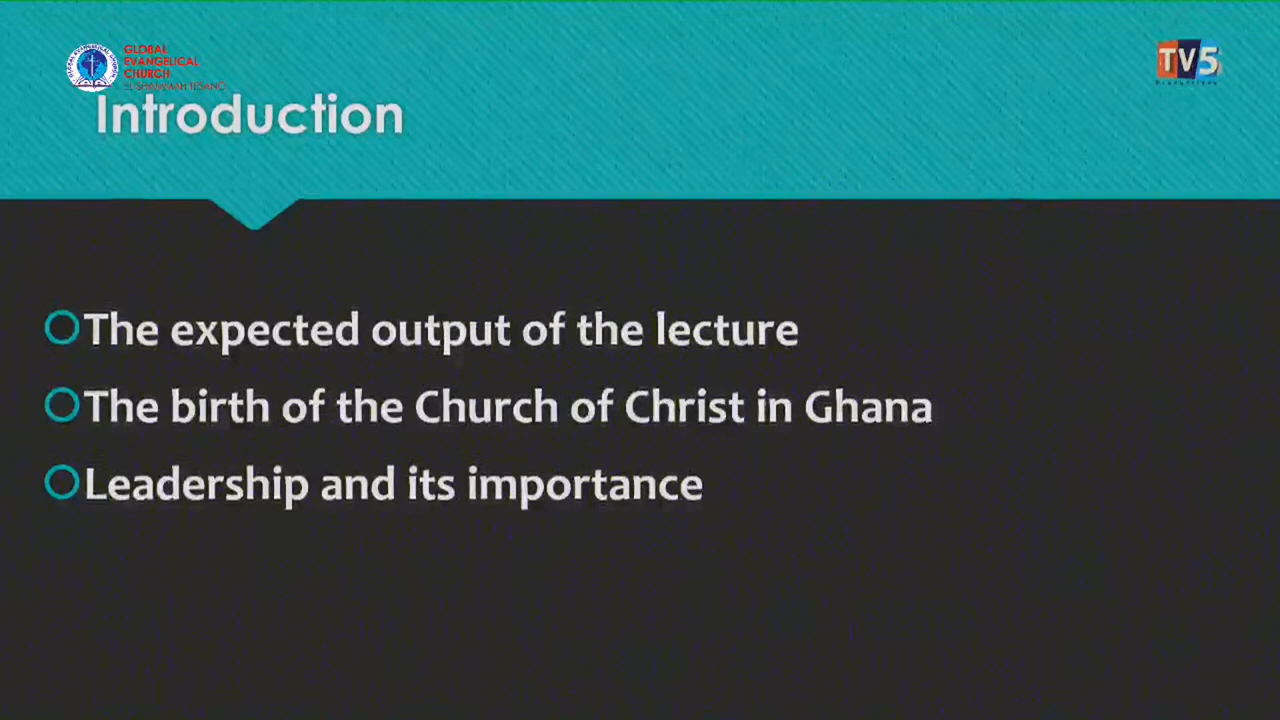 GLOBAL
EVANGELICAL
CHURCH
TV5
Introduction
The expected output of the lecture
The birth of the Church of Christ in Ghana
Leadership and its importance